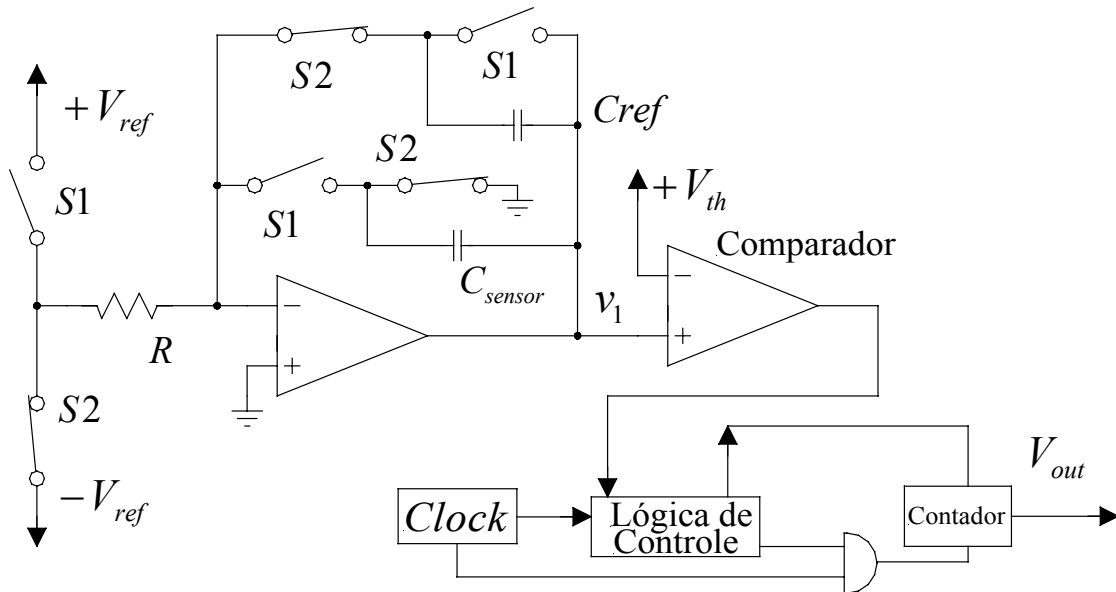 S2
S1
+V_ref
Cref
S2
S1
S1
+V_th
Comparador
C_sensor
−
+
−
+
v_1
R
S2
−V_ref
Clock
Lógica de
Controle
Contador
V_out